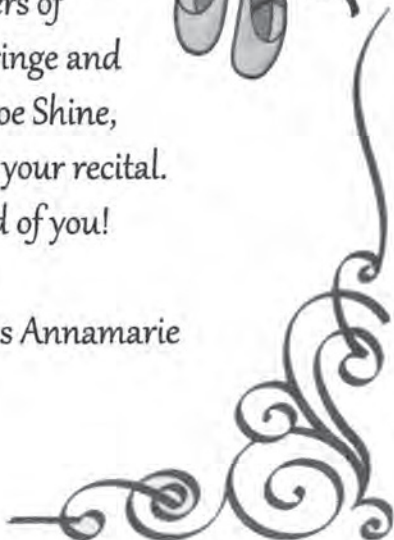 ers of
inge and
oe Shine,
your recital.
d of you!
s Annamarie